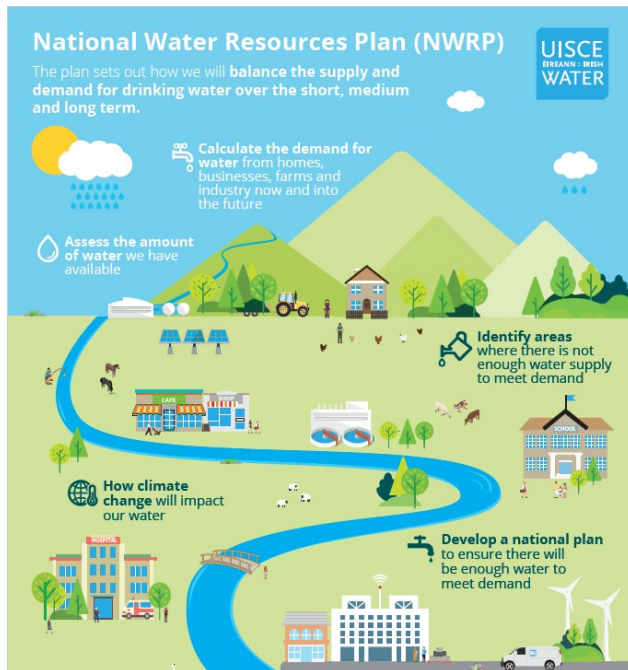 National Water Resources Plan (NWRP)
UISCE
ÉIREANN : IRISH
WATER
The plan sets out how we will balance the supply and
demand for drinking water over the short, medium
and long term.
Calculate the demand for
water from homes,
businesses, farms and
industry now and into
the future
Assess the amount
of water we have
available
Identify areas
where there is not
enough water supply
to meet demand
CAFE
SHOP
SCHOOL
How climate
change will impact
our water
HOSPITAL
Develop a national plan
to ensure there will
be enough water to
meet demand